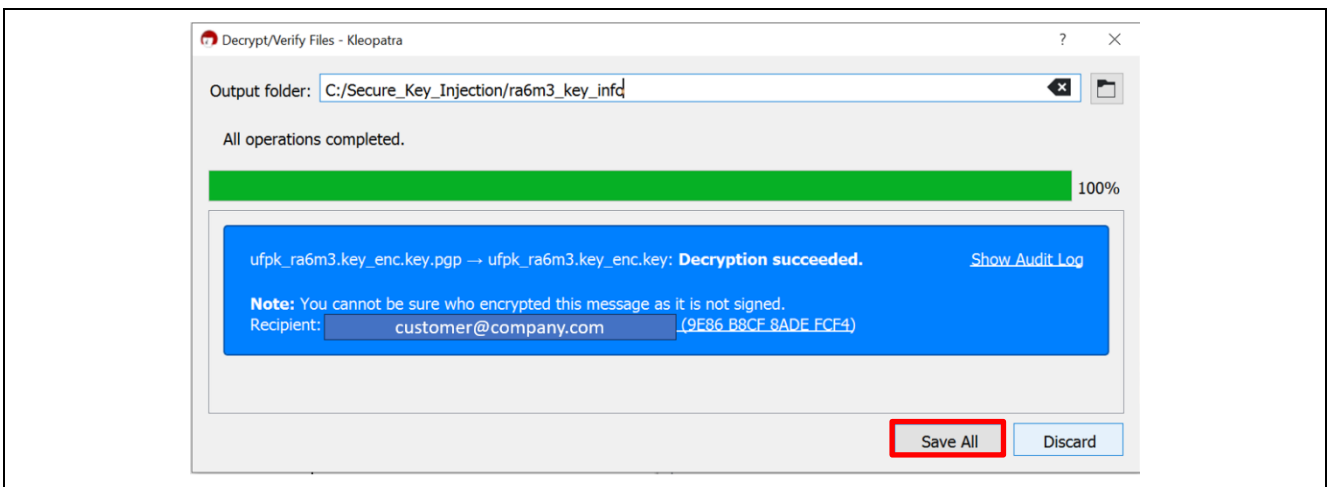 Decrypt/Verify Files - Kleopatra ?
Output folder: C:/Secure_Key_Injection/ra6m3_key_info
All operations completed.
100%
ufpk_ra6m3.key_enc.key.pgp → ufpk_ra6m3.key_enc.key: Decryption succeeded. Show Audit Log
Note: You cannot be sure who encrypted this message as it is not signed.
Recipient: customer@company.com (9E86 B8CF 8ADE FCF4)
Save All Discard